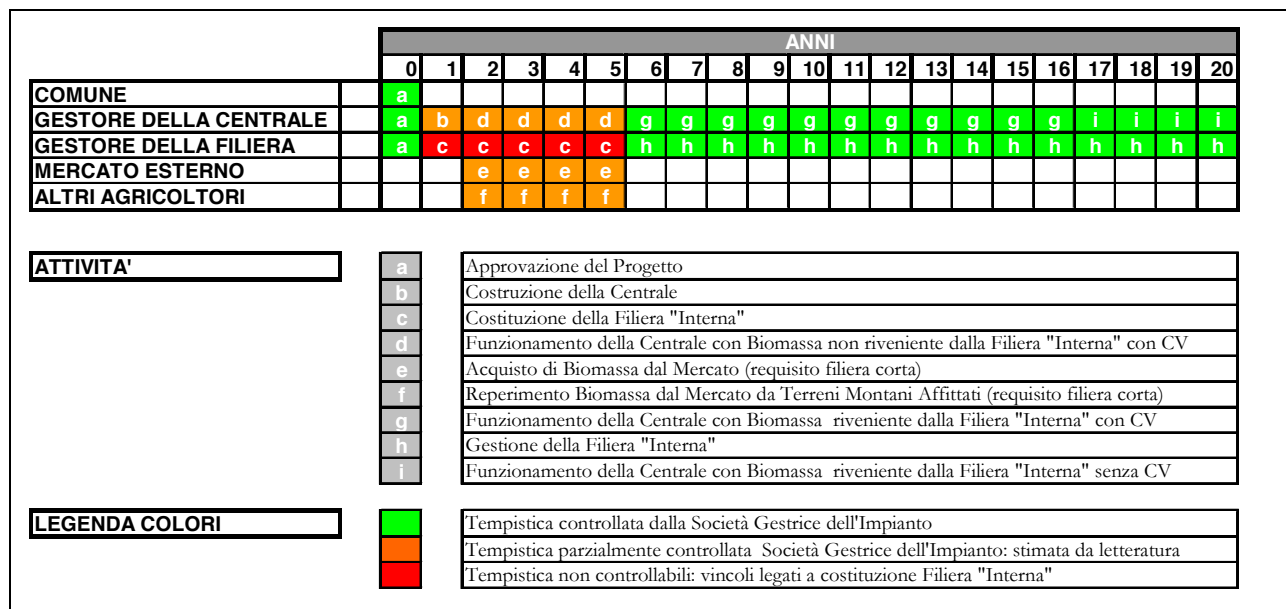 ANNI
0 1 2 3 4 5 6 7 8 9 10 11 12 13 14 15 16 17 18 19 20
COMUNE a
GESTORE DELLA CENTRALE a b d d d d g g g g g g g g g g g i i i i
GESTORE DELLA FILIERA a c c c c c h h h h h h h h h h h h h h h
MERCATO ESTERNO e e e e
ALTRI AGRICOLTORI f f f f
ATTIVITA' a Approvazione del Progetto
b Costruzione della Centrale
c Costituzione della Filiera "Interna"
d Funzionamento della Centrale con Biomassa non riveniente dalla Filiera "Interna" con CV
e Acquisto di Biomassa dal Mercato (requisito filiera corta)
f Reperimento Biomassa dal Mercato da Terreni Montani Affittati (requisito filiera corta)
g Funzionamento della Centrale con Biomassa riveniente dalla Filiera "Interna" con CV
h Gestione della Filiera "Interna"
i Funzionamento della Centrale con Biomassa riveniente dalla Filiera "Interna" senza CV
LEGENDA COLORI Tempistica controllata dalla Società Gestrice dell'Impianto
Tempistica parzialmente controllata Società Gestrice dell'Impianto: stimata da letteratura
Tempistica non controllabili: vincoli legati a costituzione Filiera "Interna"